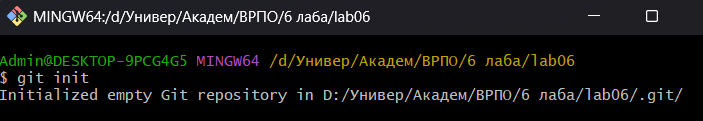 MINGW64:/d/Универ/Академ/ВРПО/6 лаба/lab06
Admin@DESKTOP-9PCG4G5 MINGW64 /d/Универ/Академ/ВРПО/6 лаба/lab06
$ git init
Initialized empty Git repository in D:/Универ/Академ/ВРПО/6 лаба/lab06/.git/